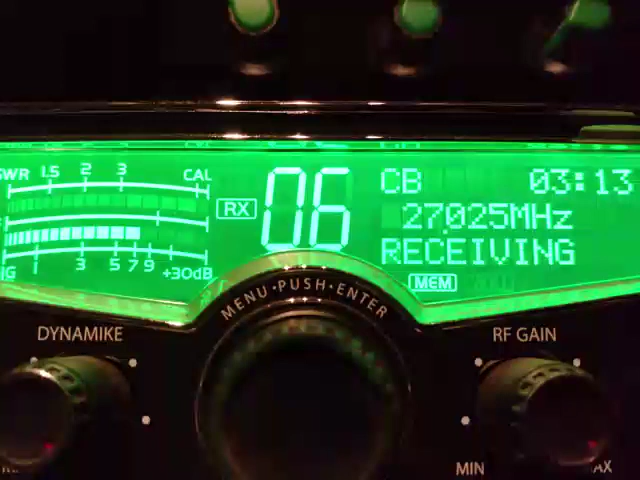 SWR 1.5 2 3 CAL
RX
06
CB 03:13
27.025MHz
RECEIVING
SIG 1 3 5 7 9 +30dB
MEM
MENU•PUSH•ENTER
DYNAMIKE
RF GAIN
MIN